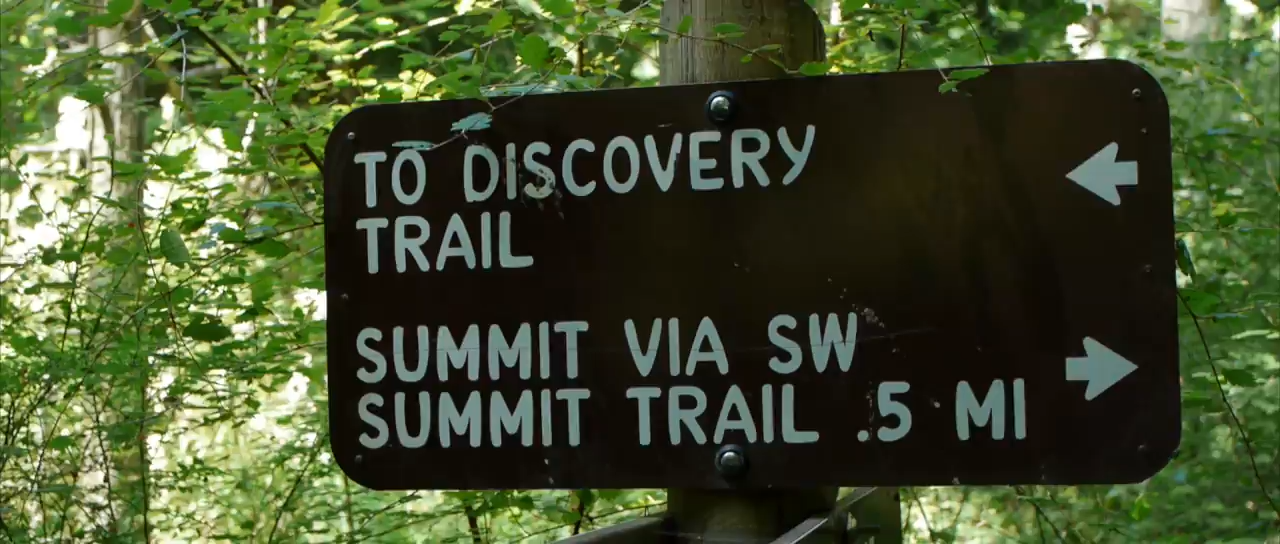 TO DISCOVERY
TRAIL
SUMMIT VIA SW
SUMMIT TRAIL .5 MI